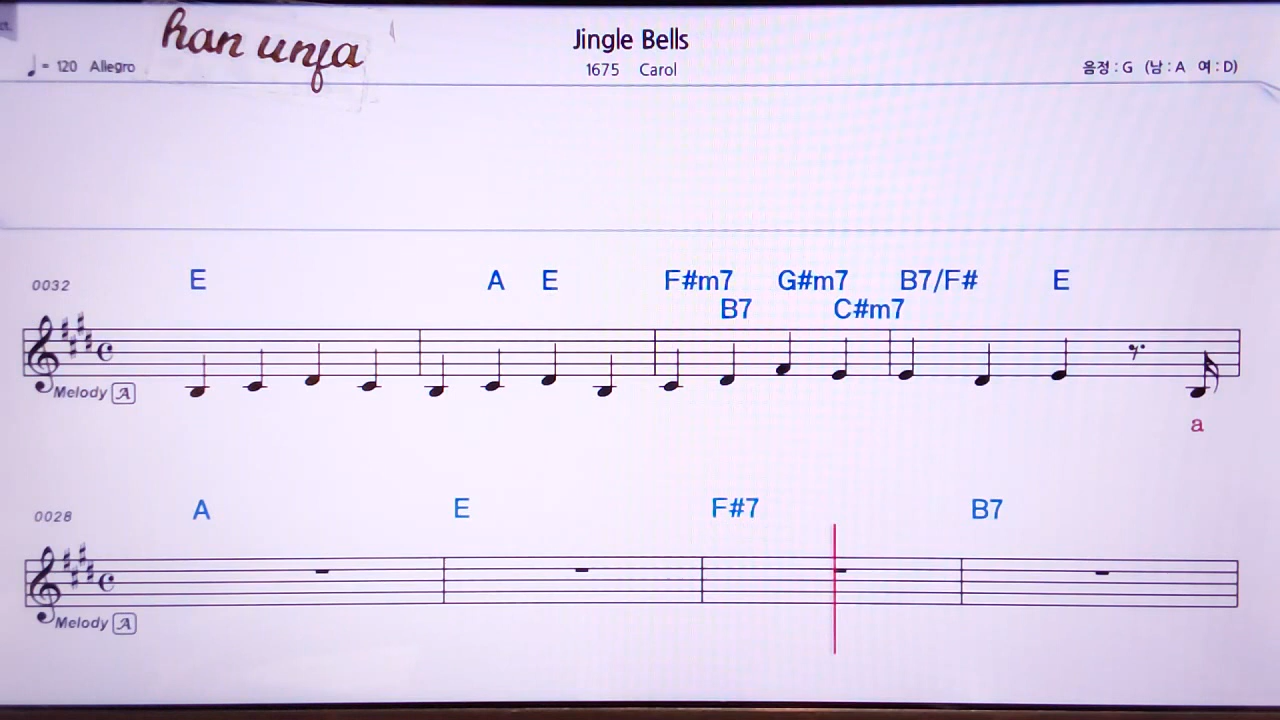 han unfa
Jingle Bells
♩= 120 Allegro
1675 Carol
음정 : G (남 : A 여 : D)
0032
E A E F#m7 G#m7 B7/F# E
B7 C#m7
Melody A
a
0028
A E F#7 B7
Melody A